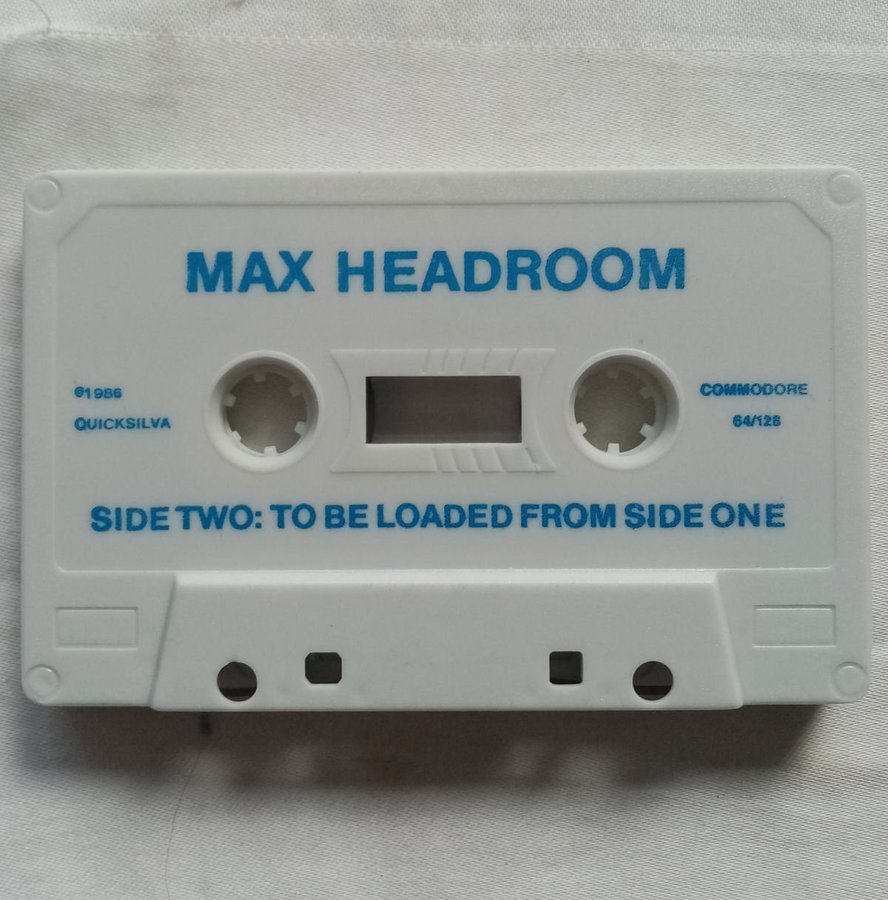 MAX HEADROOM
©1986
QUICKSILVA
COMMODORE
64/128
SIDE TWO: TO BE LOADED FROM SIDE ONE